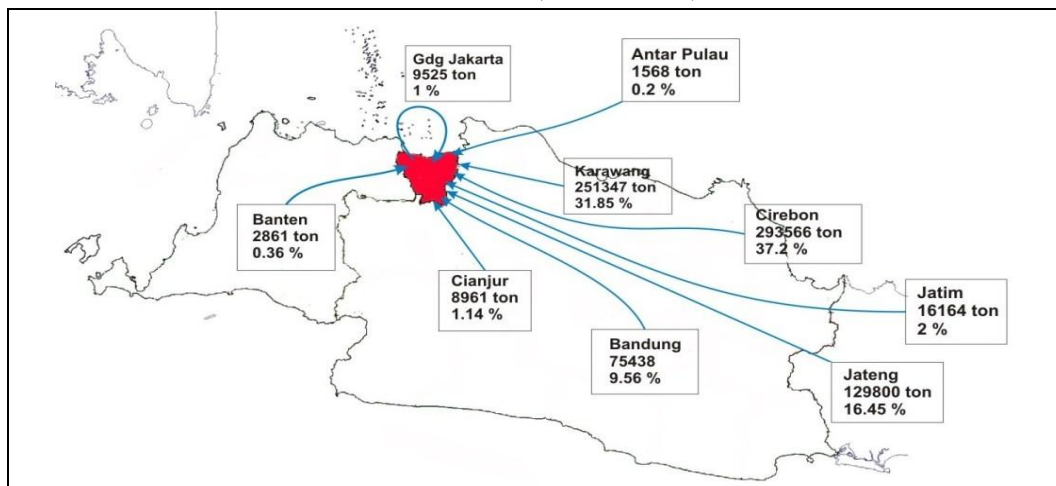 Gdg Jakarta
9525 ton
1 %
Antar Pulau
1568 ton
0.2 %
Karawang
251347 ton
31.85 %
Banten
2861 ton
0.36 %
Cirebon
293566 ton
37.2 %
Cianjur
8961 ton
1.14 %
Jatim
16164 ton
2 %
Bandung
75438
9.56 %
Jateng
129800 ton
16.45 %